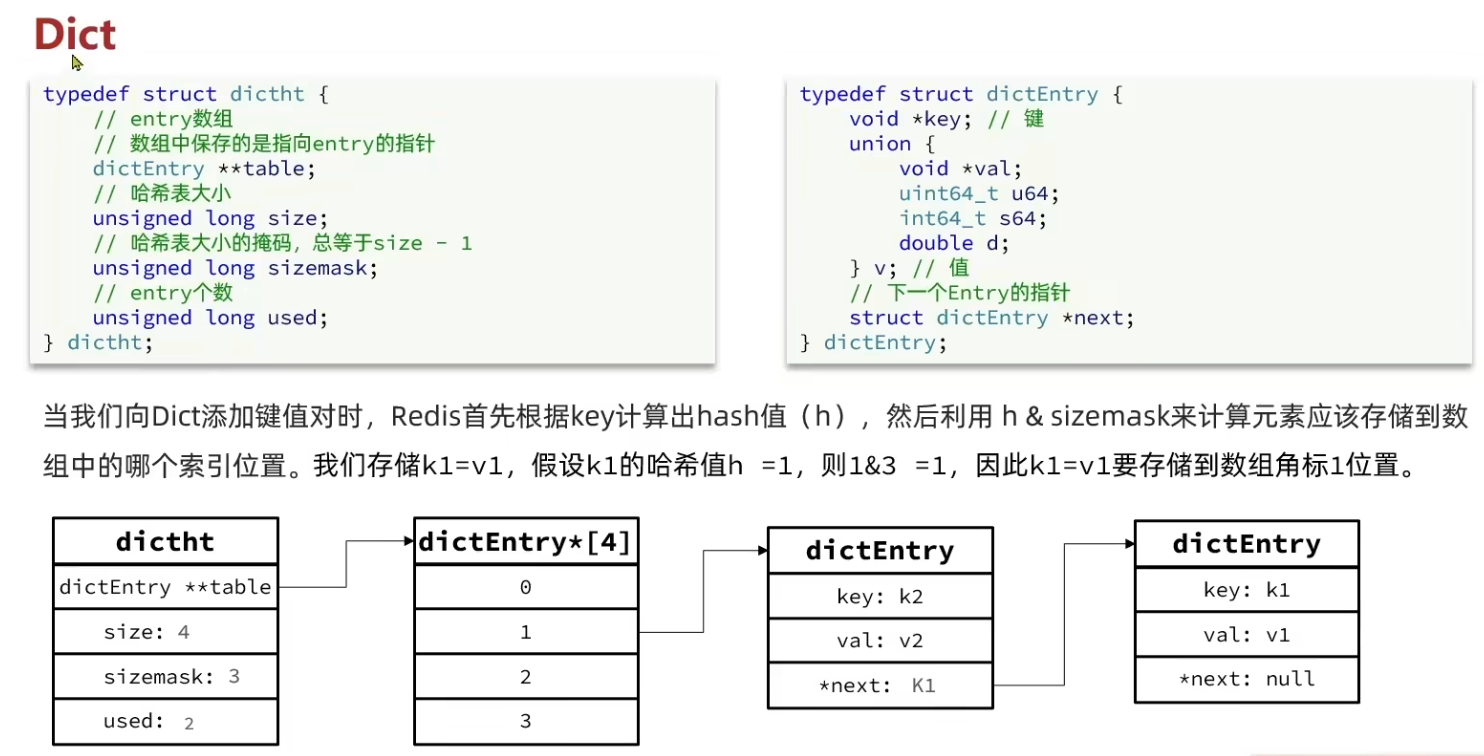 Dict
typedef struct dictht {
// entry数组
// 数组中保存的是指向entry的指针
dictEntry **table;
// 哈希表大小
unsigned long size;
// 哈希表大小的掩码，总等于size - 1
unsigned long sizemask;
// entry个数
unsigned long used;
} dictht;
typedef struct dictEntry {
void *key; // 键
union {
void *val;
uint64_t u64;
int64_t s64;
double d;
} v; // 值
// 下一个Entry的指针
struct dictEntry *next;
} dictEntry;
当我们向Dict添加键值对时，Redis首先根据key计算出hash值（h），然后利用 h & sizemask来计算元素应该存储到数
组中的哪个索引位置。我们存储k1=v1，假设k1的哈希值h =1，则1&3 =1，因此k1=v1要存储到数组角标1位置。
dictht
dictEntry **table
size: 4
sizemask: 3
used: 2
dictEntry*[4]
0
1
2
3
dictEntry
key: k2
val: v2
*next: K1
dictEntry
key: k1
val: v1
*next: null